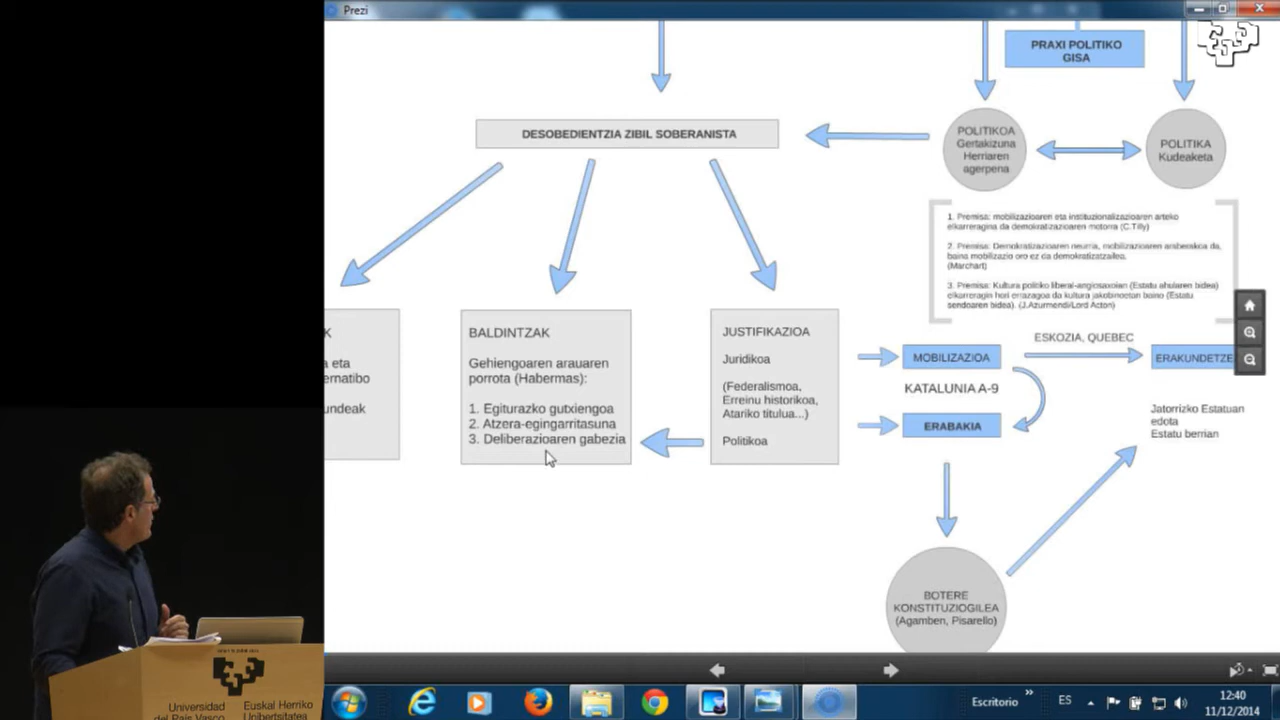 Prezi
PRAXI POLITIKO
GISA
DESOBEDIENTZIA ZIBIL SOBERANISTA
POLITIKOA
Gertakizuna
Herriaren
agerpena
POLITIKA
Kudeaketa
1. Premisa: mobilizazioaren eta instituzionalizazioaren arteko
elkarreragina da demokratizazioaren motorra (C.Tilly)
2. Premisa: Demokratizazioaren neurria, mobilizazioaren araberakoa da,
baina mobilizazio oro ez da demokratizatzailea.
(Marchart)
3. Premisa: Kultura politiko liberal-anglosaxoian (Estatu ahularen bidea)
elkarreragin hori errazagoa da kultura jakobinoetan baino (Estatu
sendoaren bidea). (J.Azurmendi/Lord Acton)
K
a eta
ernatibo
undeak
BALDINTZAK
Gehiengoaren arauaren
porrota (Habermas):
1. Egiturazko gutxiengoa
2. Atzera-egingarritasuna
3. Deliberazioaren gabezia
JUSTIFIKAZIOA
Juridikoa
(Federalismoa,
Erreinu historikoa,
Atariko titulua...)
Politikoa
MOBILIZAZIOA
KATALUNIA A-9
ERABAKIA
ESKOZIA, QUEBEC
ERAKUNDETZE
Jatorrizko Estatuan
edota
Estatu berrian
BOTERE
KONSTITUZIOGILEA
(Agamben, Pisarello)
Universidad
del País Vasco
Euskal Herriko
Unibertsitatea
Escritorio
ES
12:40
11/12/2014